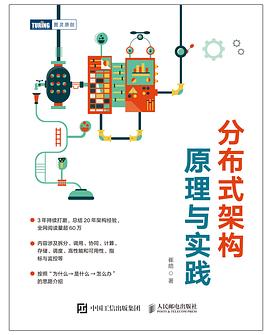 TURING 图灵原创
分布式架构
原理与实践
崔皓
著
3年持续打磨,总结20年架构经验,
全网阅读量超60万
内容涉及拆分、调用、协同、计算、
存储、调度、高性能和可用性、指
标与监控等
按照“为什么→是什么→怎么办”
的思路介绍
中国工信出版集团
人民邮电出版社